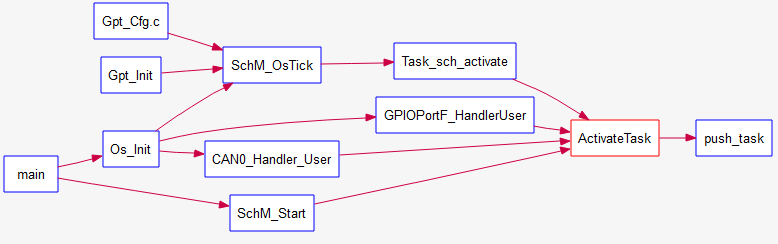 Gpt_Cfg.c
Gpt_Init
SchM_OsTick
Task_sch_activate
GPIOPortF_HandlerUser
Os_Init
CAN0_Handler_User
ActivateTask
push_task
main
SchM_Start